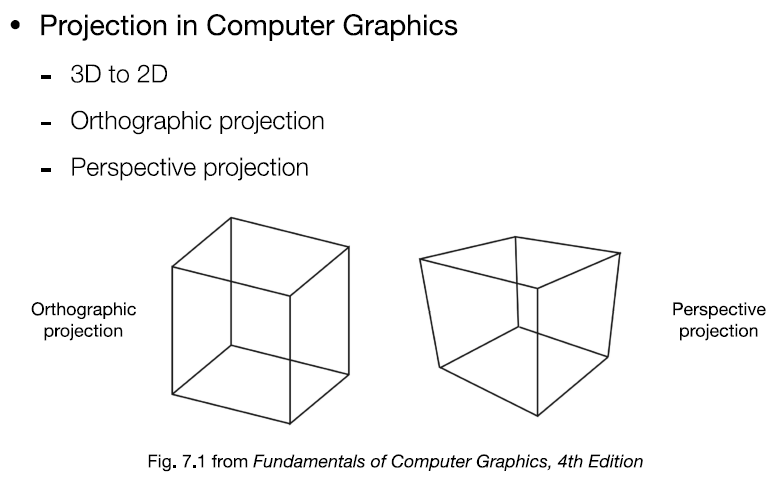 • Projection in Computer Graphics
- 3D to 2D
- Orthographic projection
- Perspective projection
Orthographic
projection
Perspective
projection
Fig. 7.1 from Fundamentals of Computer Graphics, 4th Edition